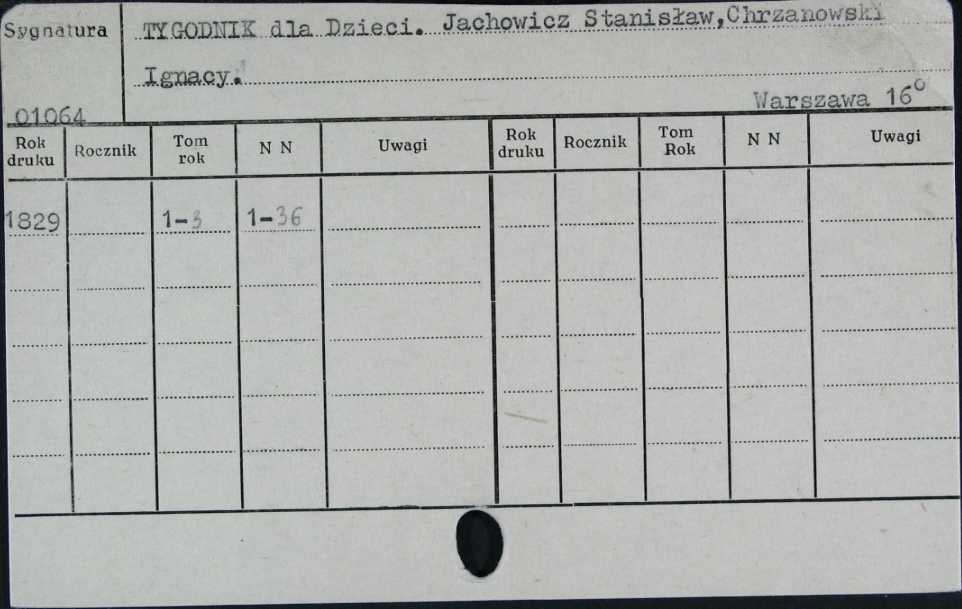 Sygnatura
TYGODNIK dla Dzieci. Jachowicz Stanisław,Chrzanowski
Ignacy.
Warszawa 16°
01064
Rok druku Rocznik Tom rok N N Uwagi Rok druku Rocznik Tom Rok N N Uwagi
1829 1-3 1-36